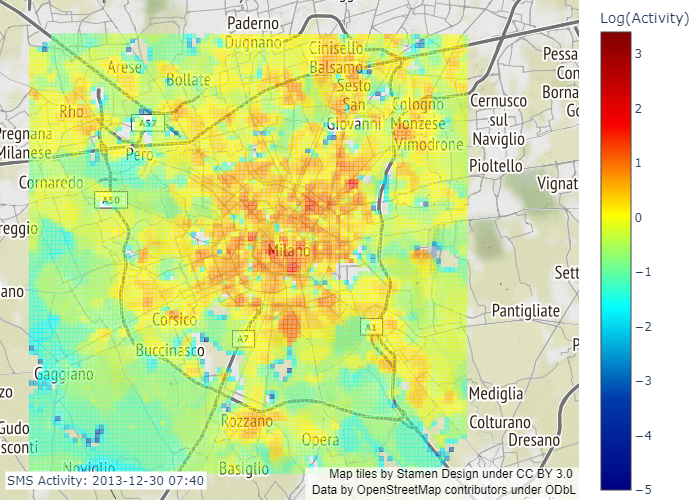 Log(Activity)
Paderno
Dugnano
Cinisello
Balsamo
Arese
Bollate
Sesto
San
Giovanni
Pessa
Con
Borna
Go
Rho
Cologno
Monzese
Cernusco
sul
Naviglio
A52
Pregnana
Milanese
Pero
Vimodrone
Pioltello
Cornaredo
Vignat
A50
reggio
Milano
Sett
ano
Pantigliate
Corsico
A7
A1
P
Buccinasco
Gaggiano
zo
Mediglia
Gudo
sconti
Rozzano
Colturano
Dresano
Opera
Noviglio
Basiglio
SMS Activity: 2013-12-30 07:40
Map tiles by Stamen Design under CC BY 3.0
Data by OpenStreetMap contributors under ODbL
3
2
1
0
−1
−2
−3
−4
−5